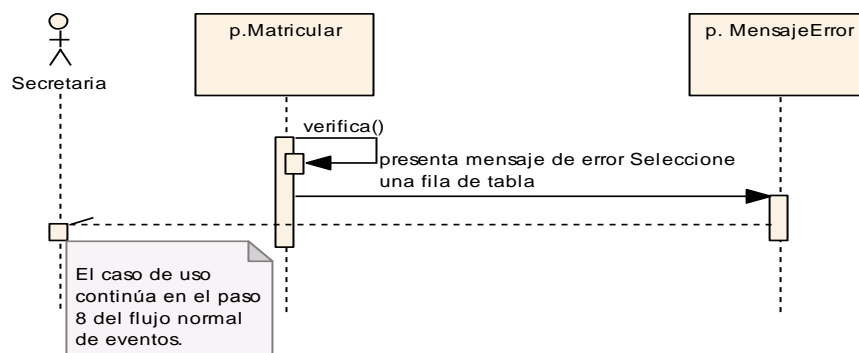 p.Matricular
p. MensajeError
Secretaria
verifica()
presenta mensaje de error Seleccione
una fila de tabla
El caso de uso
continúa en el paso
8 del flujo normal
de eventos.